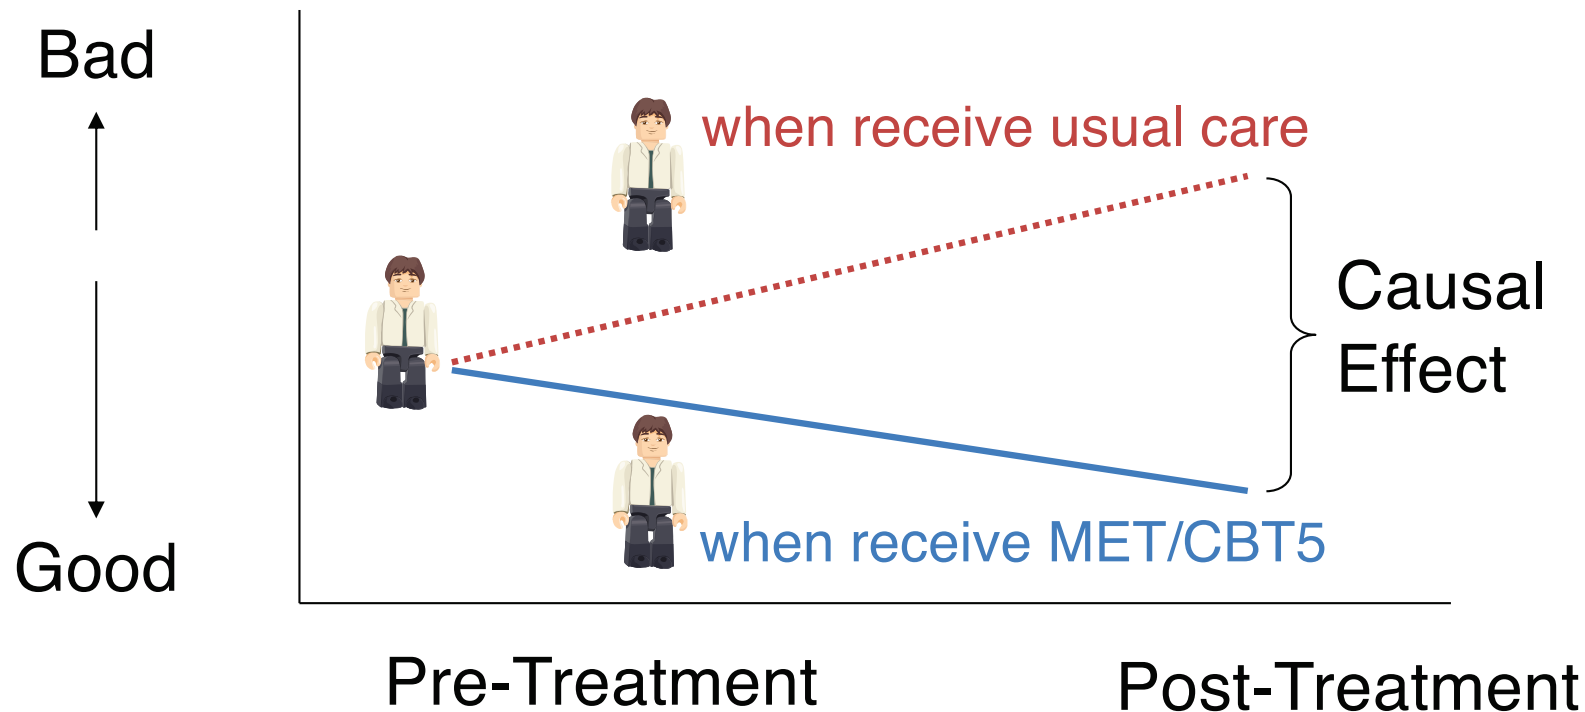 Bad
when receive usual care
Causal
Effect
when receive MET/CBT5
Good
Pre-Treatment
Post-Treatment